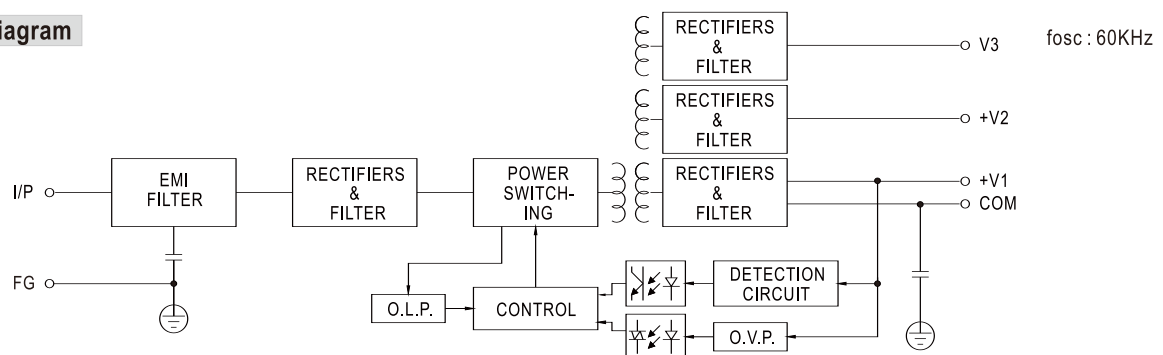 iagram
RECTIFIERS
&
FILTER
V3
fosc : 60KHz
RECTIFIERS
&
FILTER
+V2
I/P
EMI
FILTER
RECTIFIERS
&
FILTER
POWER
SWITCH-
ING
RECTIFIERS
&
FILTER
+V1
COM
FG
O.L.P.
CONTROL
DETECTION
CIRCUIT
O.V.P.